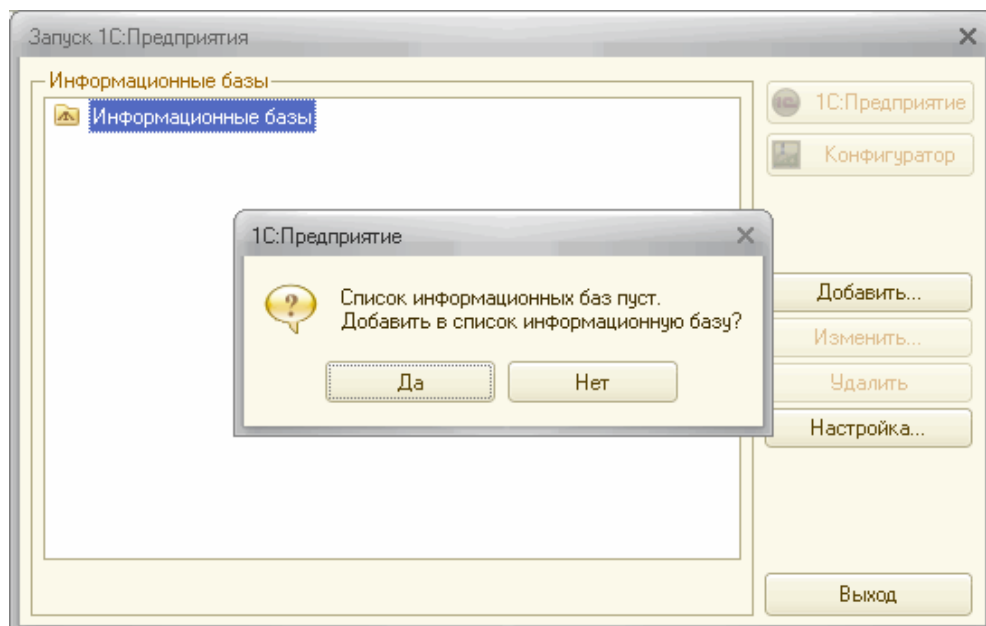 Запуск 1С:Предприятия
Информационные базы
Информационные базы
1С:Предприятие
Конфигуратор
1С:Предприятие
Список информационных баз пуст.
Добавить в список информационную базу?
Да
Нет
Добавить...
Изменить...
Удалить
Настройка...
Выход